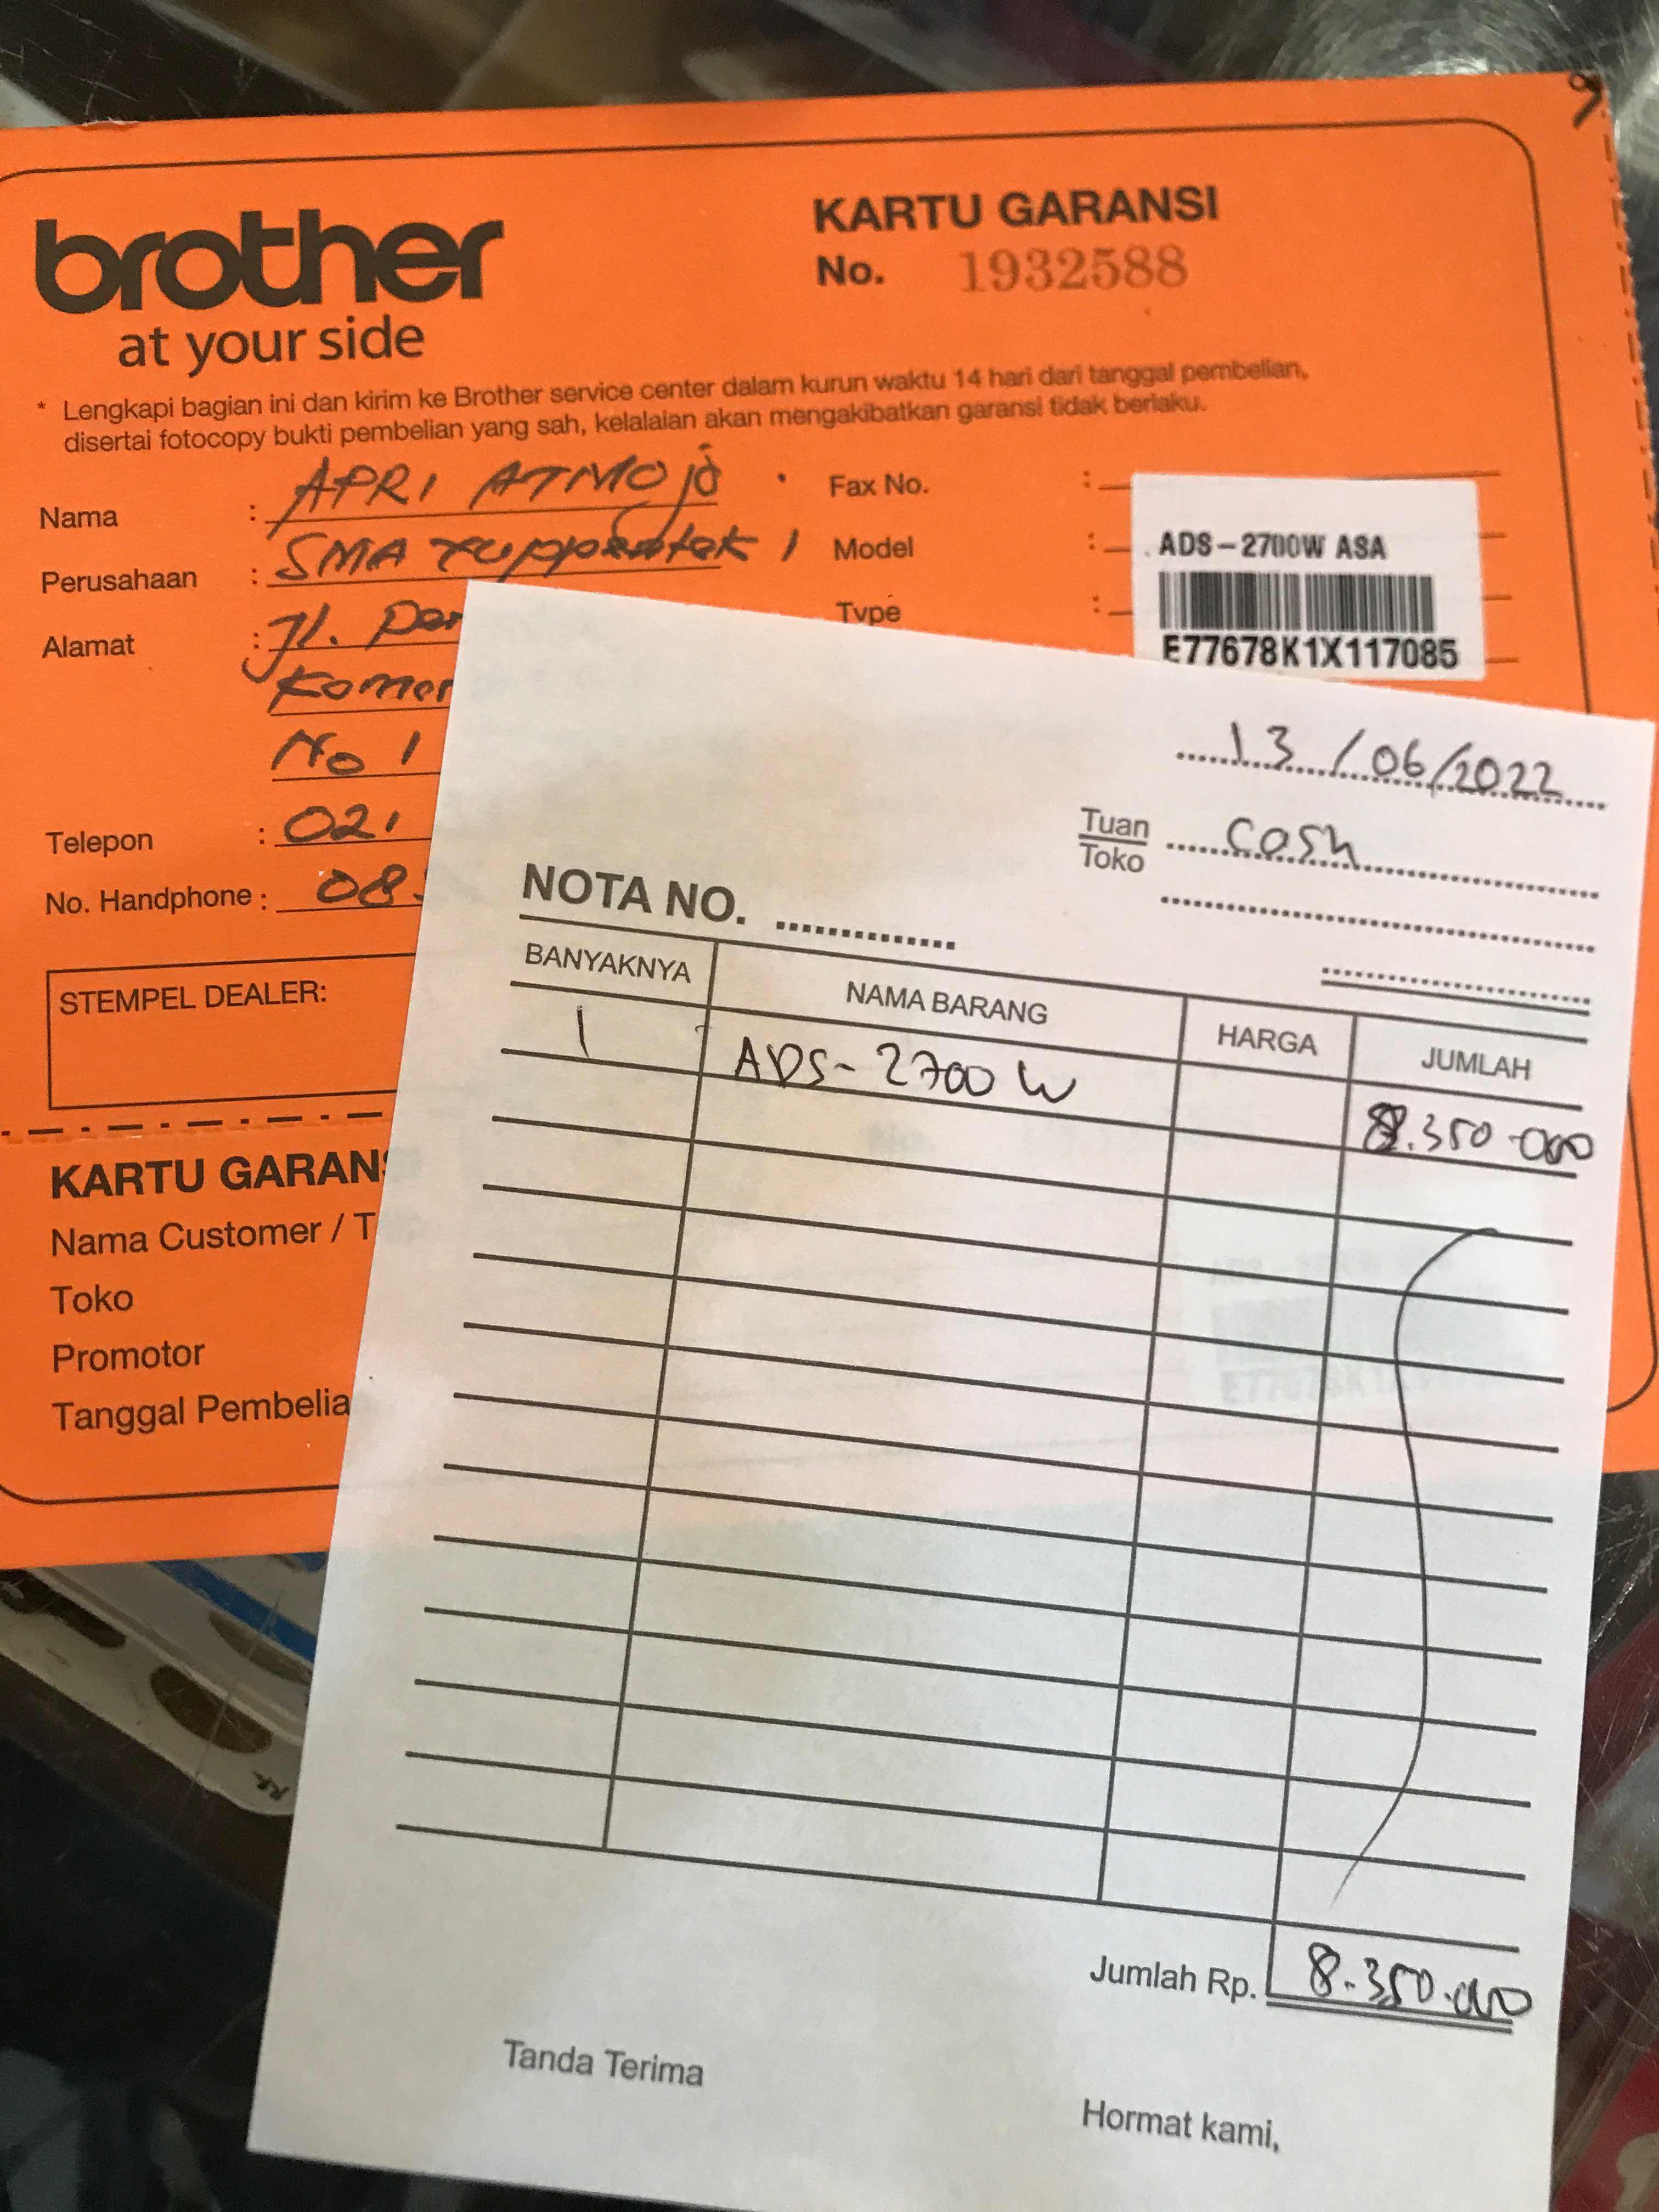 brother
at your side
KARTU GARANSI
No. 1932588
* Lengkapi bagian ini dan kirim ke Brother service center dalam kurun waktu 14 hari dari tanggal pembelian,
disertai fotocopy bukti pembelian yang sah, kelalaian akan mengakibatkan garansi tidak berlaku.
Nama : APRI ATMOJO
Perusahaan : SMA 1
Alamat : Jl.
No 1
Telepon : 021
No. Handphone : 08
Fax No. :
Model :
Type :
ADS-2700W ASA
E77678K1X117085
STEMPEL DEALER:
KARTU GARANS
Nama Customer / T
Toko
Promotor
Tanggal Pembelia
13/06/2022
Tuan
Toko
Cash
NOTA NO.
BANYAKNYA NAMA BARANG HARGA JUMLAH
1 ADS-2700 W 8.350.000
Jumlah Rp. 8.350.000
Tanda Terima
Hormat kami,